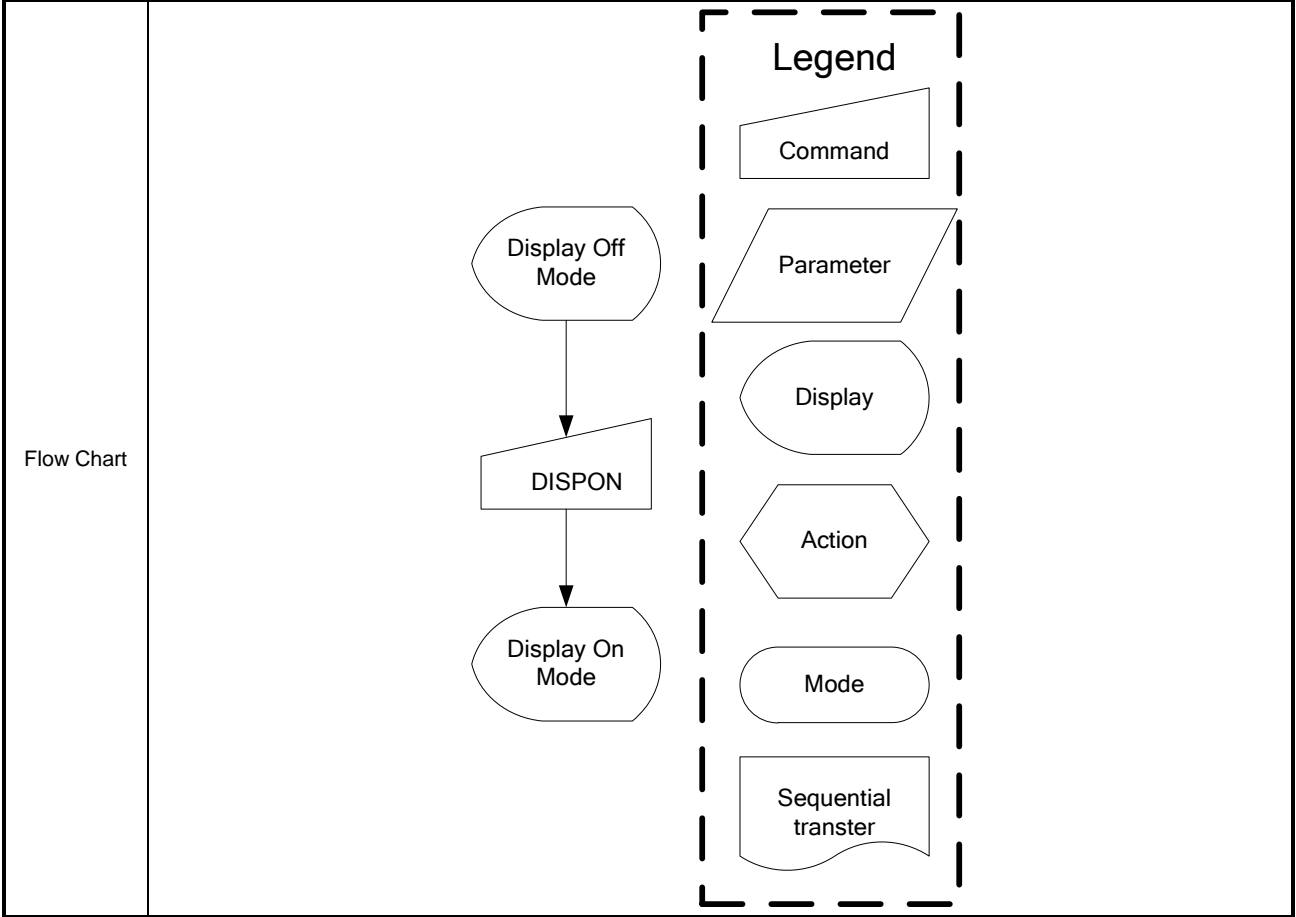 Flow Chart
Display Off
Mode
DISPON
Display On
Mode
Legend
Command
Parameter
Display
Action
Mode
Sequential
transter